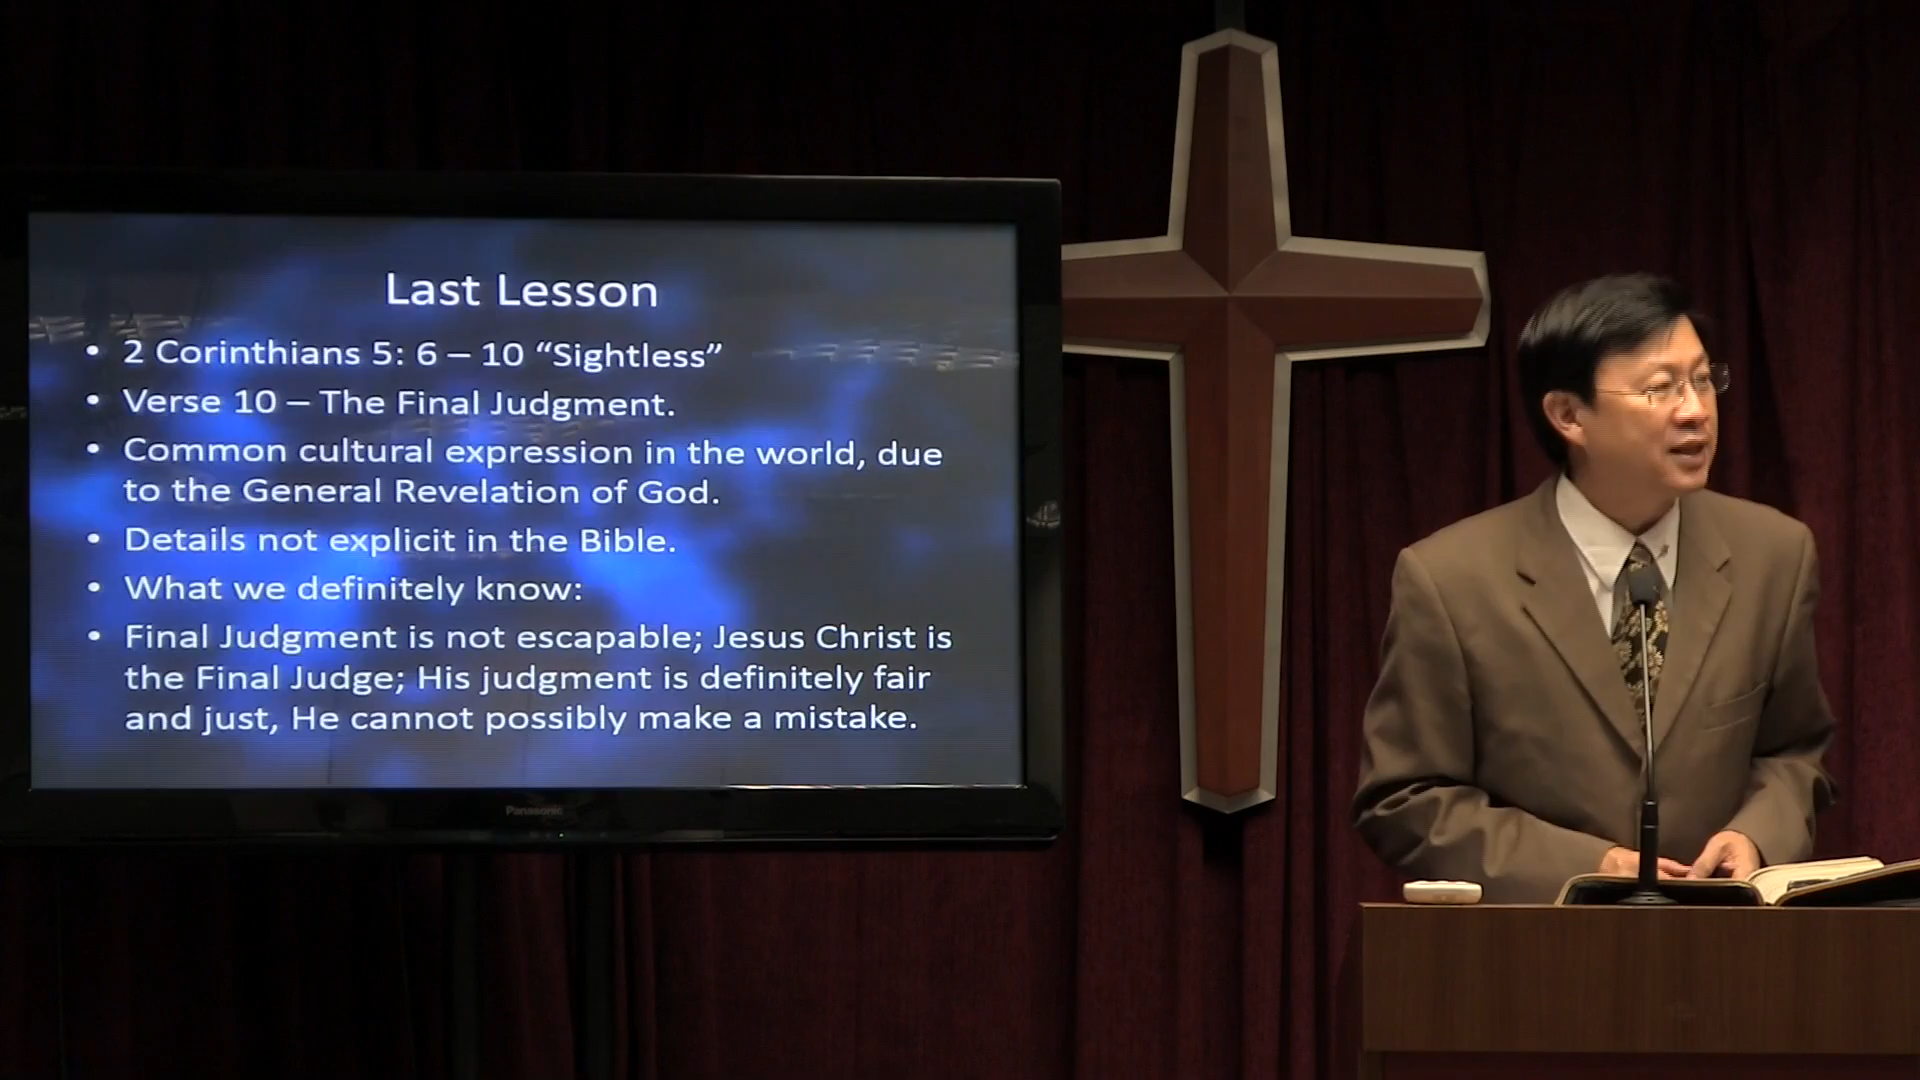 Last Lesson
• 2 Corinthians 5: 6 – 10 “Sightless”
• Verse 10 – The Final Judgment.
• Common cultural expression in the world, due
to the General Revelation of God.
• Details not explicit in the Bible.
• What we definitely know:
• Final Judgment is not escapable; Jesus Christ is
the Final Judge; His judgment is definitely fair
and just, He cannot possibly make a mistake.
Panasonic